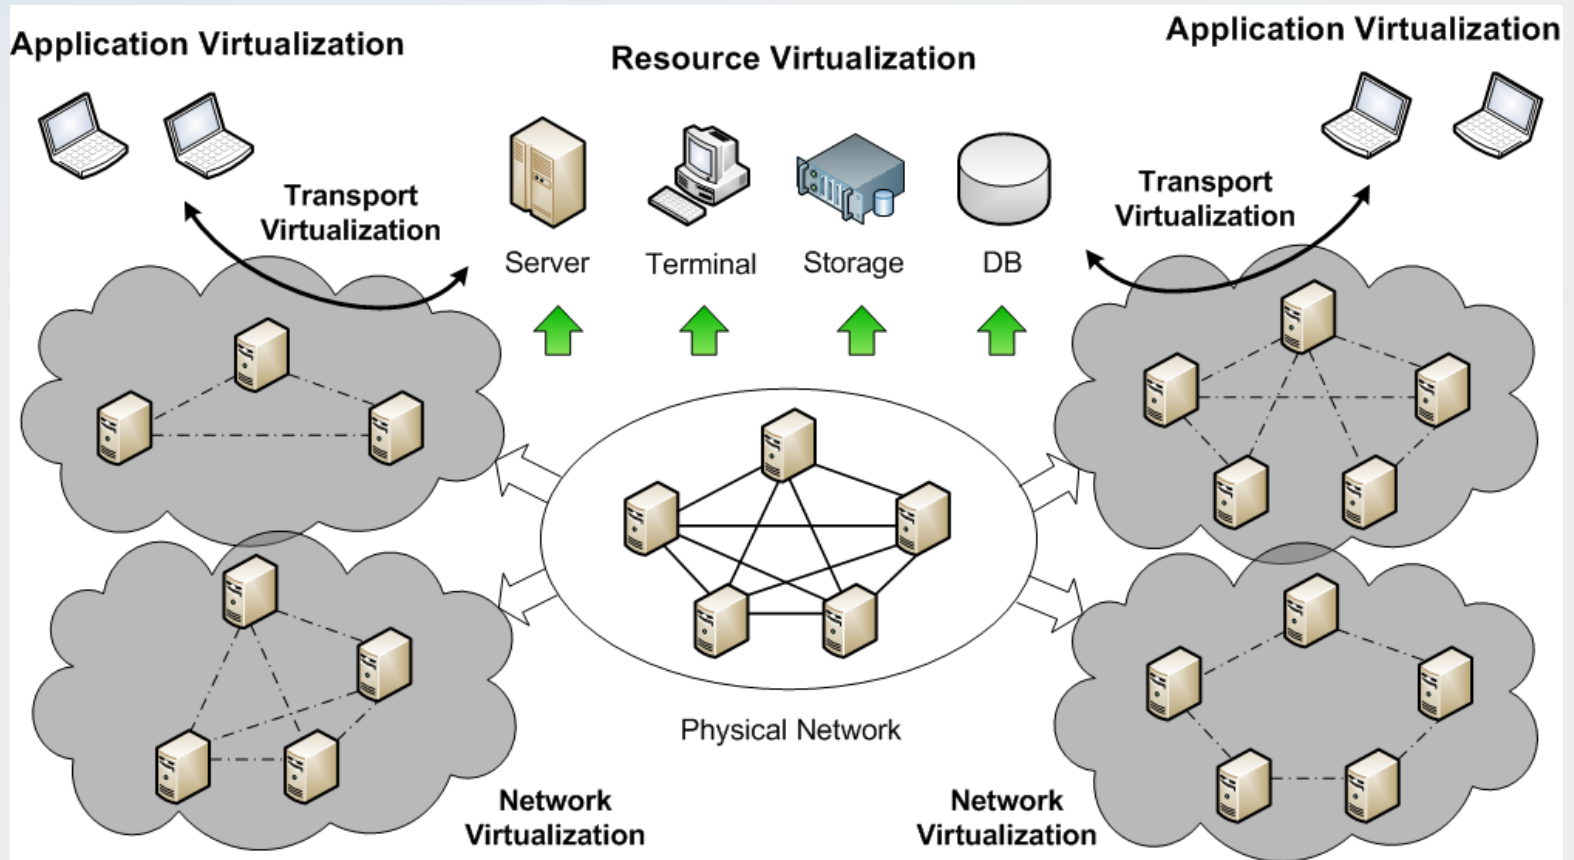 Application Virtualization
Resource Virtualization
Application Virtualization
Transport
Virtualization
Transport
Virtualization
Server
Terminal
Storage
DB
Physical Network
Network
Virtualization
Network
Virtualization